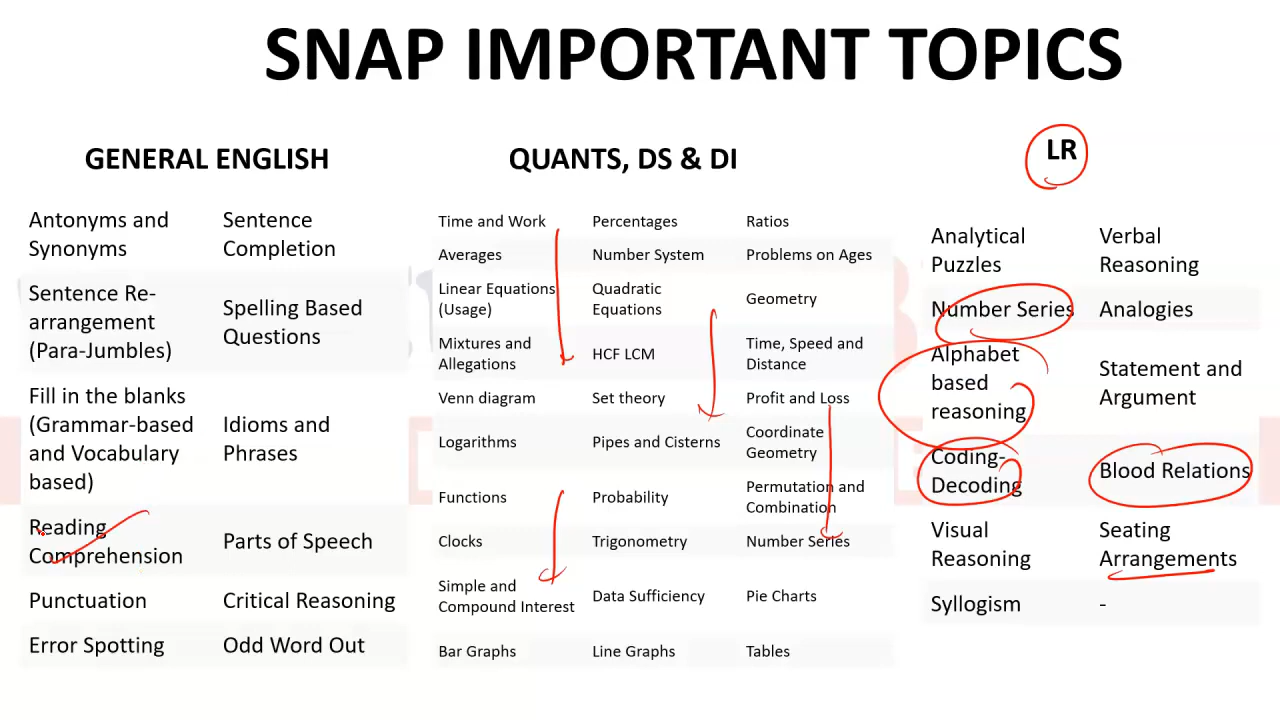 SNAP IMPORTANT TOPICS
GENERAL ENGLISH
Antonyms and
Synonyms
Sentence
Completion
Sentence Re-
arrangement
(Para-Jumbles)
Spelling Based
Questions
Fill in the blanks
(Grammar-based
and Vocabulary
based)
Idioms and
Phrases
Reading
Comprehension
Parts of Speech
Punctuation
Critical Reasoning
Error Spotting
Odd Word Out
QUANTS, DS & DI
Time and Work
Percentages
Ratios
Averages
Number System
Problems on Ages
Linear Equations
(Usage)
Quadratic
Equations
Geometry
Mixtures and
Allegations
HCF LCM
Time, Speed and
Distance
Venn diagram
Set theory
Profit and Loss
Logarithms
Pipes and Cisterns
Coordinate
Geometry
Functions
Probability
Permutation and
Combination
Clocks
Trigonometry
Number Series
Simple and
Compound Interest
Data Sufficiency
Pie Charts
Bar Graphs
Line Graphs
Tables
LR
Analytical
Puzzles
Verbal
Reasoning
Number Series
Analogies
Alphabet
based
reasoning
Statement and
Argument
Coding-
Decoding
Blood Relations
Visual
Reasoning
Seating
Arrangements
Syllogism
-